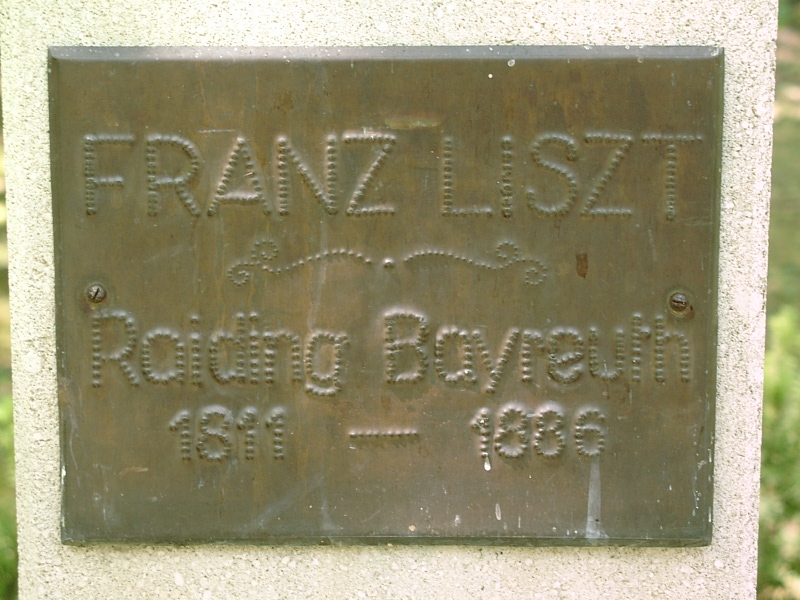 FRANZ LISZT
Raiding Bayreuth
1811 — 1886